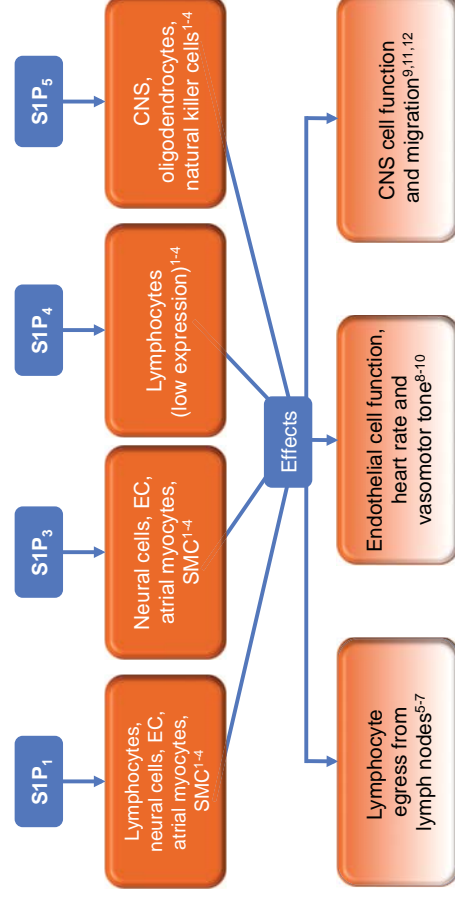 S1P₁
S1P₃
S1P₄
S1P₅
Lymphocytes,
neural cells, EC,
atrial myocytes,
SMC¹⁻⁴
Neural cells, EC,
atrial myocytes,
SMC¹⁻⁴
Lymphocytes
(low expression)¹⁻⁴
CNS,
oligodendrocytes,
natural killer cells¹⁻⁴
Effects
Lymphocyte
egress from
lymph nodes⁵⁻⁷
Endothelial cell function,
heart rate and
vasomotor tone⁸⁻¹⁰
CNS cell function
and migration⁹,¹¹,¹²